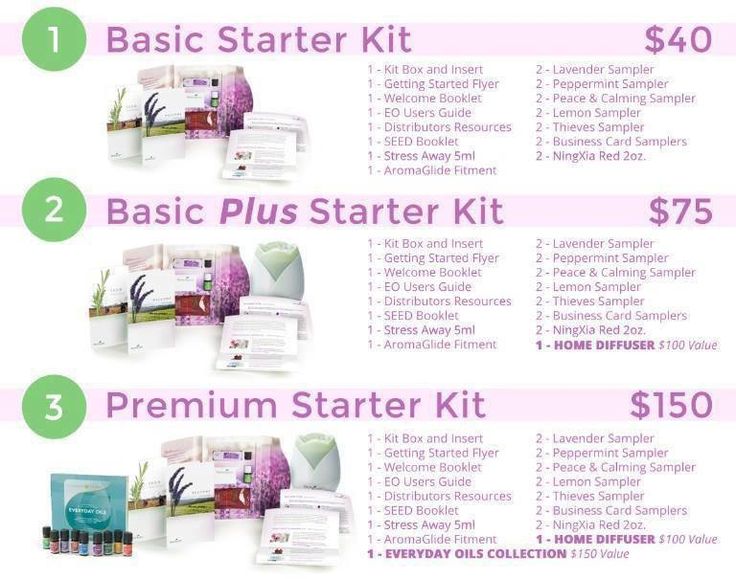 1 Basic Starter Kit $40
1 - Kit Box and Insert
1 - Getting Started Flyer
1 - Welcome Booklet
1 - EO Users Guide
1 - Distributors Resources
1 - SEED Booklet
1 - Stress Away 5ml
1 - AromaGlide Fitment
2 - Lavender Sampler
2 - Peppermint Sampler
2 - Peace & Calming Sampler
2 - Lemon Sampler
2 - Thieves Sampler
2 - Business Card Samplers
2 - NingXia Red 2oz.
2 Basic Plus Starter Kit $75
1 - Kit Box and Insert
1 - Getting Started Flyer
1 - Welcome Booklet
1 - EO Users Guide
1 - Distributors Resources
1 - SEED Booklet
1 - Stress Away 5ml
1 - AromaGlide Fitment
2 - Lavender Sampler
2 - Peppermint Sampler
2 - Peace & Calming Sampler
2 - Lemon Sampler
2 - Thieves Sampler
2 - Business Card Samplers
2 - NingXia Red 2oz.
1 - HOME DIFFUSER $100 Value
3 Premium Starter Kit $150
1 - Kit Box and Insert
1 - Getting Started Flyer
1 - Welcome Booklet
1 - EO Users Guide
1 - Distributors Resources
1 - SEED Booklet
1 - Stress Away 5ml
1 - AromaGlide Fitment
2 - Lavender Sampler
2 - Peppermint Sampler
2 - Peace & Calming Sampler
2 - Lemon Sampler
2 - Thieves Sampler
2 - Business Card Samplers
2 - NingXia Red 2oz.
1 - HOME DIFFUSER $100 Value
1 - EVERYDAY OILS COLLECTION $150 Value
EVERYDAY OILS